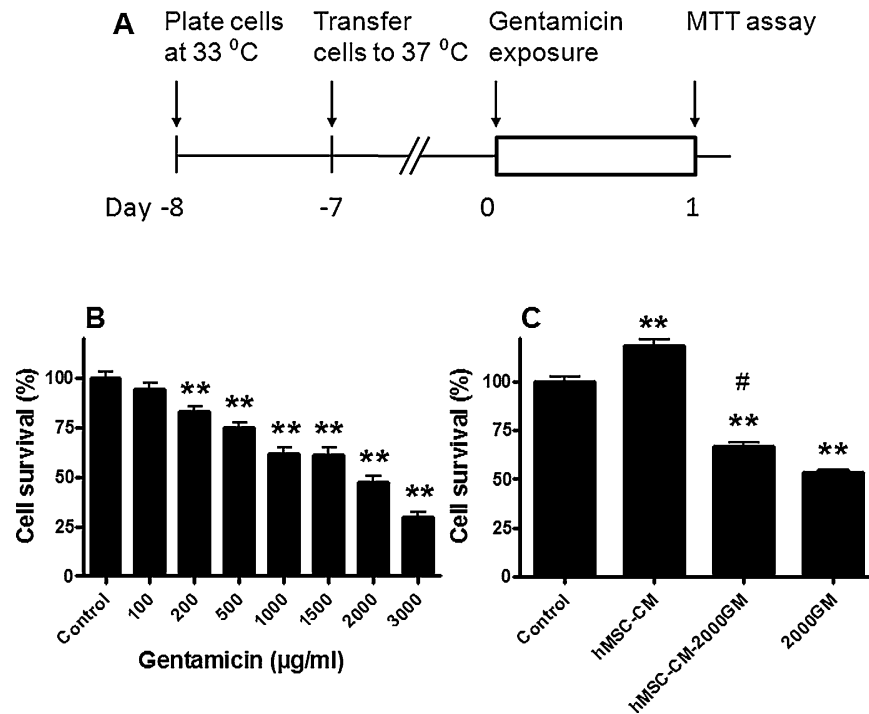 A
Plate cells
at 33 ⁰C
Transfer
cells to 37 ⁰C
Gentamicin
exposure
MTT assay
Day -8
-7
0
1
B
Cell survival (%)
100
75
50
25
0
**
**
**
**
**
**
Control
100
200
500
1000
1500
2000
3000
Gentamicin (µg/ml)
C
Cell survival (%)
100
75
50
25
0
**
#
**
**
Control
hMSC-CM
hMSC-CM-2000GM
2000GM